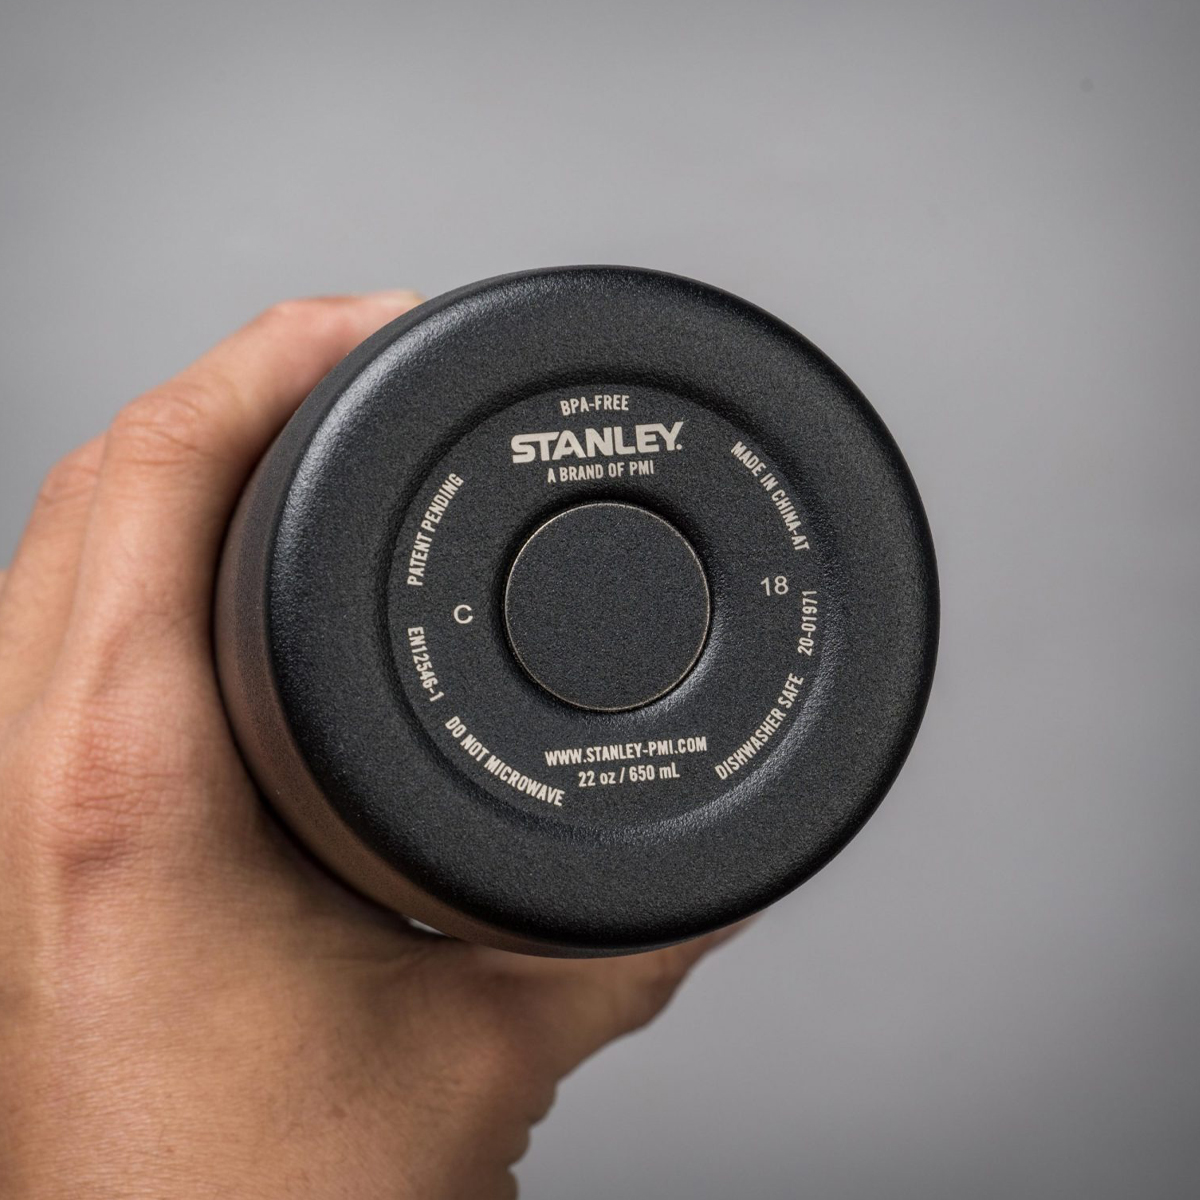 BPA-FREE
STANLEY.
A BRAND OF PMI
MADE IN CHINA-AT
18
20-01971
DISHWASHER SAFE
WWW.STANLEY-PMI.COM
22 oz / 650 mL
DO NOT MICROWAVE
EN12546-1
C
PATENT PENDING